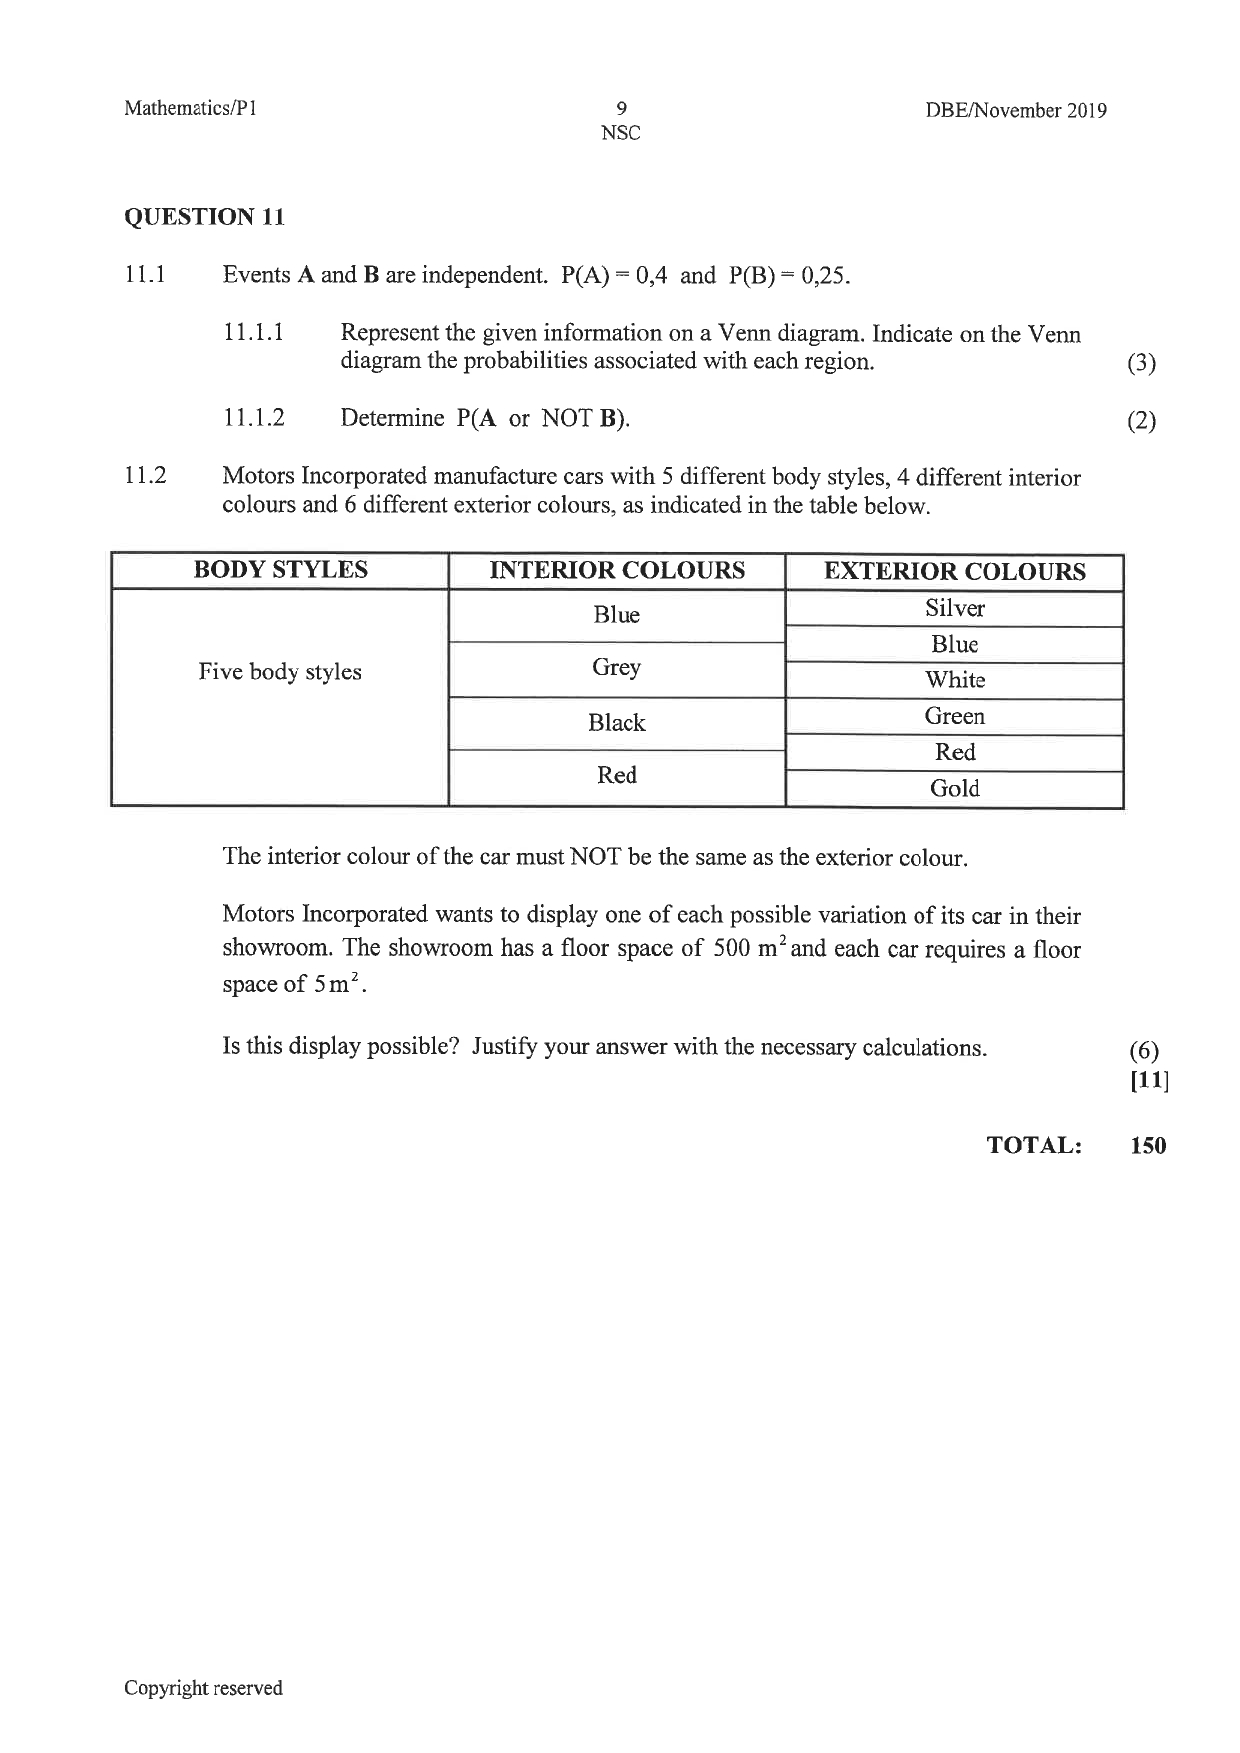 Mathematics/P1 9 DBE/November 2019
NSC
QUESTION 11
11.1 Events A and B are independent. P(A) = 0,4 and P(B) = 0,25.
11.1.1 Represent the given information on a Venn diagram. Indicate on the Venn
diagram the probabilities associated with each region. (3)
11.1.2 Determine P(A or NOT B). (2)
11.2 Motors Incorporated manufacture cars with 5 different body styles, 4 different interior
colours and 6 different exterior colours, as indicated in the table below.
BODY STYLES INTERIOR COLOURS EXTERIOR COLOURS
Five body styles
Blue
Grey
Black
Red
Silver
Blue
White
Green
Red
Gold
The interior colour of the car must NOT be the same as the exterior colour.
Motors Incorporated wants to display one of each possible variation of its car in their
showroom. The showroom has a floor space of 500 m² and each car requires a floor
space of 5 m².
Is this display possible? Justify your answer with the necessary calculations. (6)
[11]
TOTAL: 150
Copyright reserved